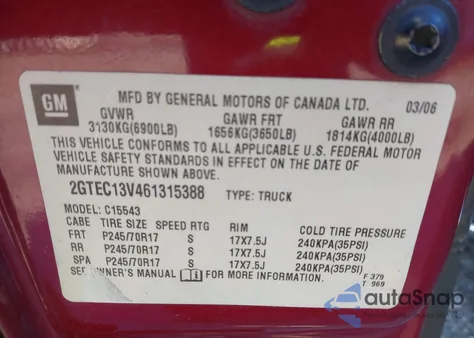 GM
MFD BY GENERAL MOTORS OF CANADA LTD. 03/06
GVWR GAWR FRT GAWR RR
3130KG(6900LB) 1656KG(3650LB) 1814KG(4000LB)
THIS VEHICLE CONFORMS TO ALL APPLICABLE U.S. FEDERAL MOTOR
VEHICLE SAFETY STANDARDS IN EFFECT ON THE DATE OF
MANUFACTURE SHOWN ABOVE.
2GTEC13V461315388 TYPE: TRUCK
MODEL: C15543
CABE TIRE SIZE SPEED RTG RIM COLD TIRE PRESSURE
FRT P245/70R17 S 17X7.5J 240KPA(35PSI)
RR P245/70R17 S 17X7.5J 240KPA(35PSI)
SPA P245/70R17 S 17X7.5J 240KPA(35PSI)
SEE OWNER'S MANUAL FOR MORE INFORMATION
F 379
T 969
autoSnap